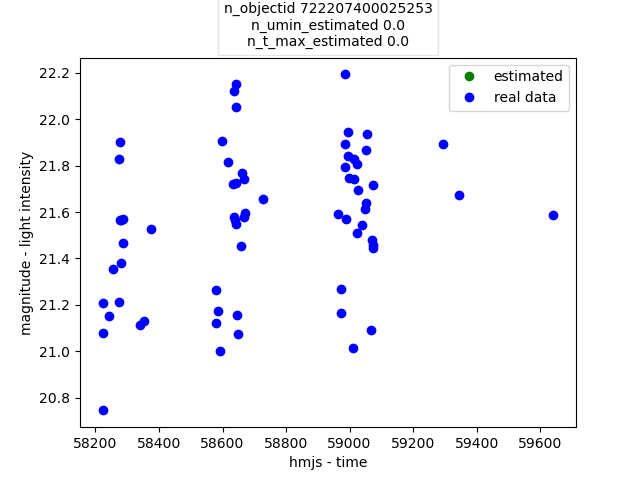 n_objectid 722207400025253
n_umin_estimated 0.0
n_t_max_estimated 0.0
estimated
real data
magnitude - light intensity
22.2
22.0
21.8
21.6
21.4
21.2
21.0
20.8
58200 58400 58600 58800 59000 59200 59400 59600
hmjs - time